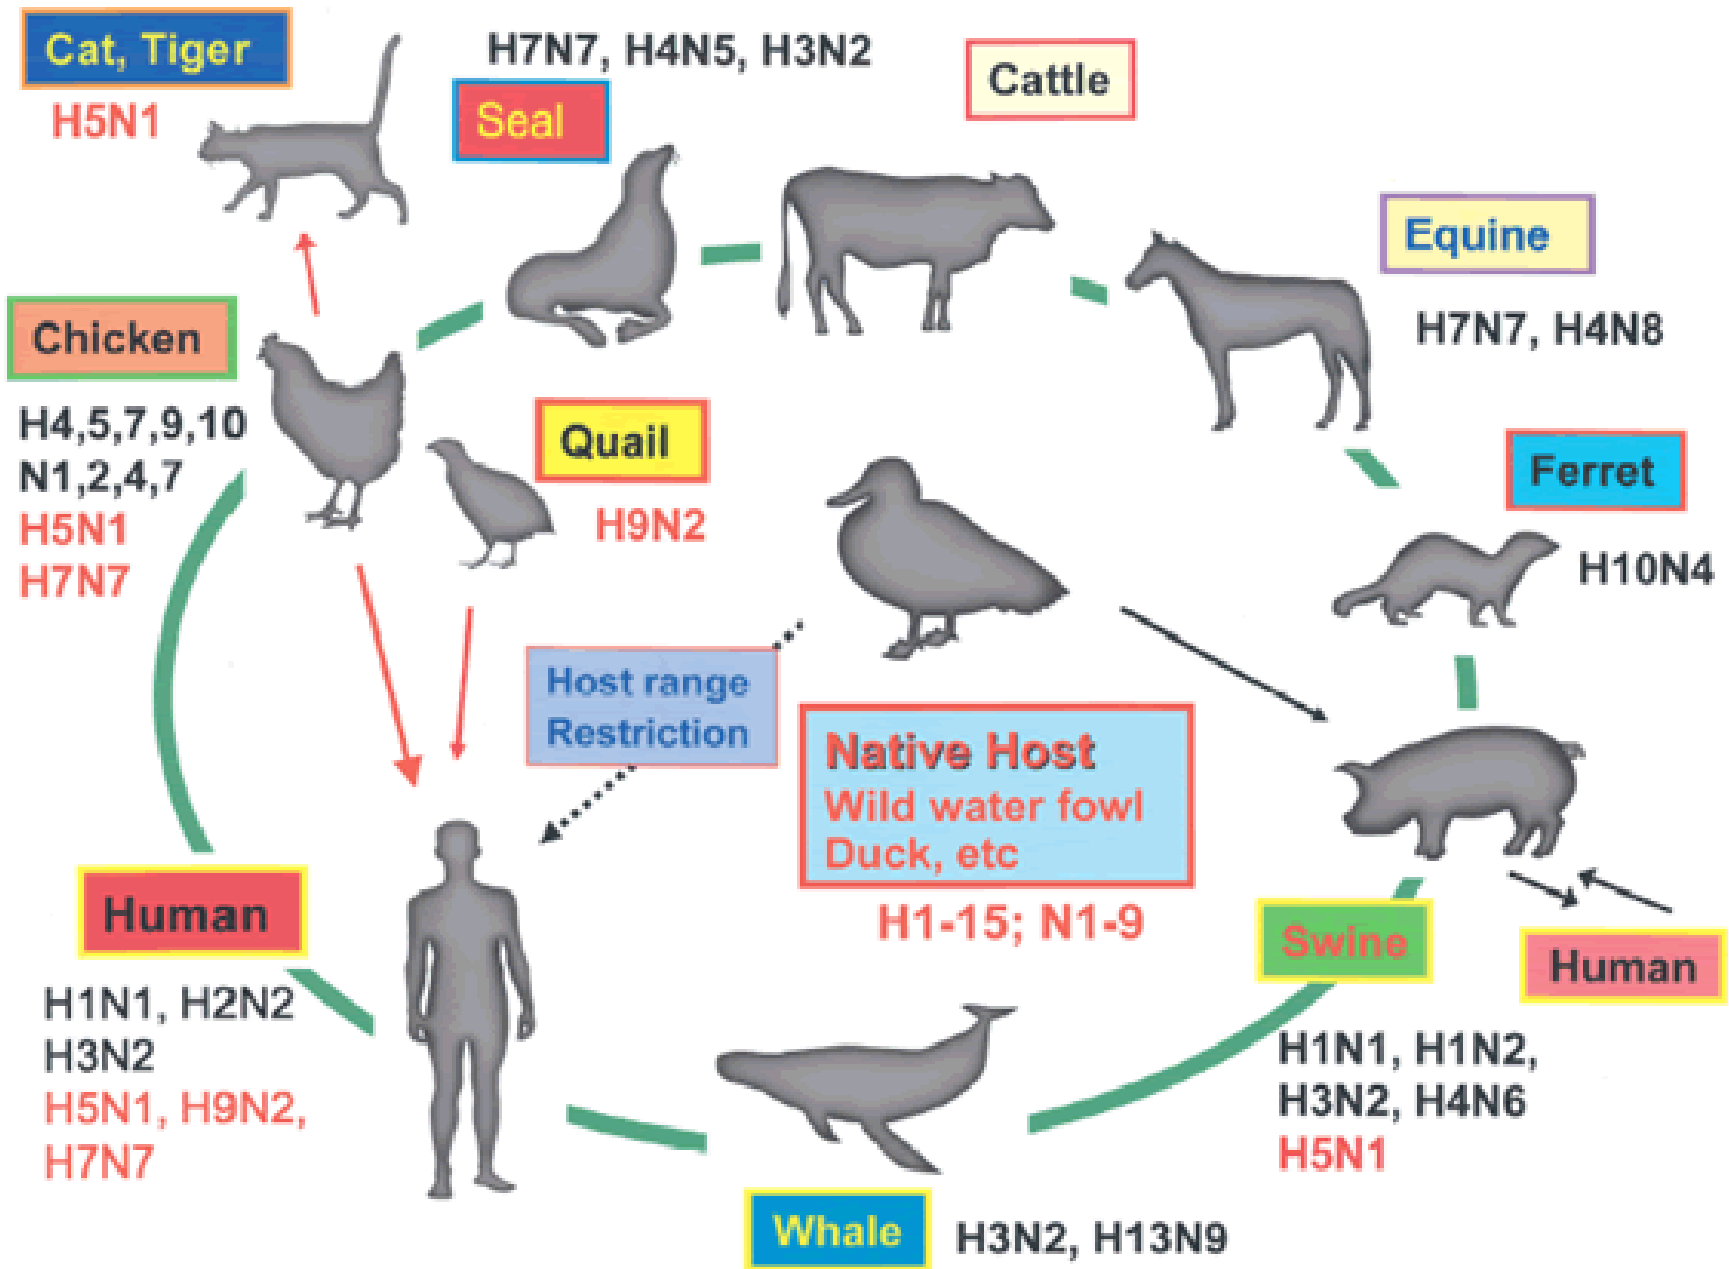 Cat, Tiger
H5N1
H7N7, H4N5, H3N2
Seal
Cattle
Equine
H7N7, H4N8
Chicken
H4,5,7,9,10
N1,2,4,7
H5N1
H7N7
Quail
H9N2
Ferret
H10N4
Host range
Restriction
Native Host
Wild water fowl
Duck, etc
H1-15; N1-9
Human
H1N1, H2N2
H3N2
H5N1, H9N2,
H7N7
Swine
Human
H1N1, H1N2,
H3N2, H4N6
H5N1
Whale
H3N2, H13N9